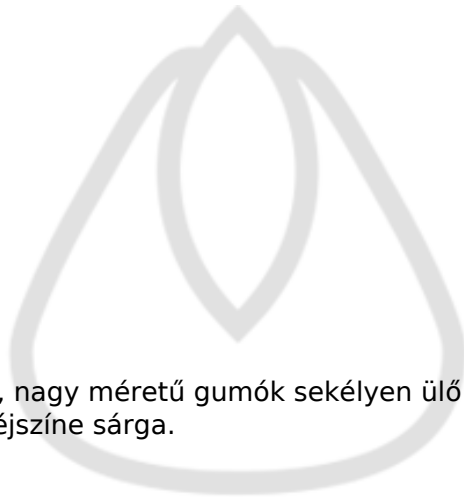 , nagy méretű gumók sekélyen ülő
éjszíne sárga.